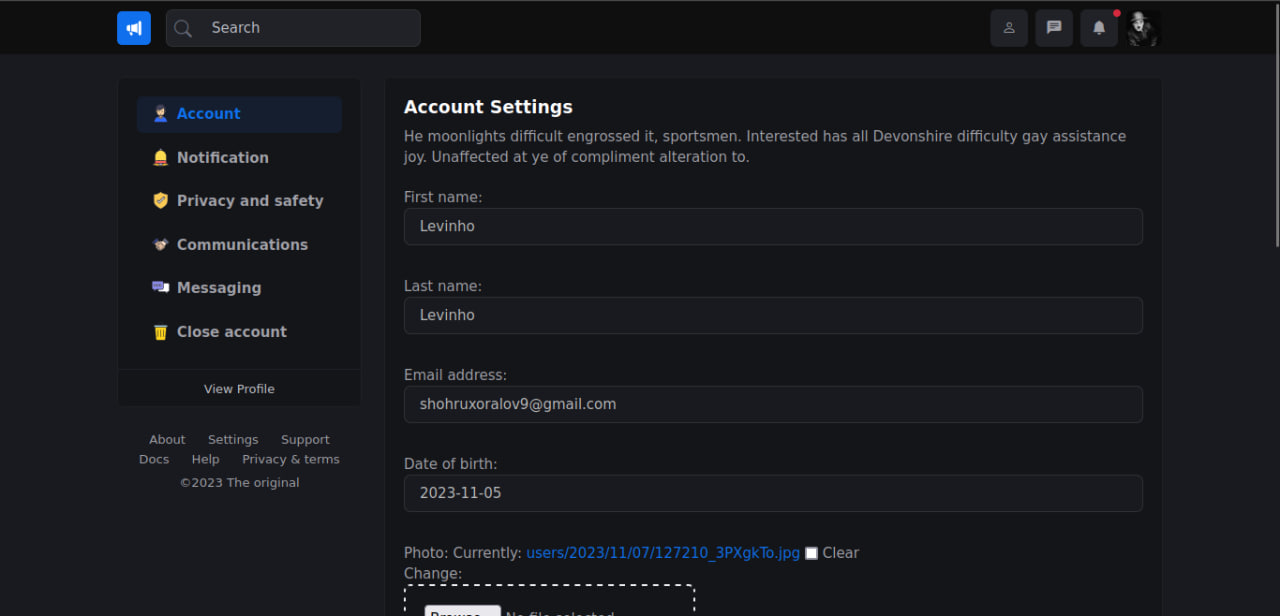 Search
Account
Notification
Privacy and safety
Communications
Messaging
Close account
View Profile
About Settings Support
Docs Help Privacy & terms
©2023 The original
Account Settings
He moonlights difficult engrossed it, sportsmen. Interested has all Devonshire difficulty gay assistance
joy. Unaffected at ye of compliment alteration to.
First name:
Levinho
Last name:
Levinho
Email address:
shohruxoralov9@gmail.com
Date of birth:
2023-11-05
Photo: Currently: users/2023/11/07/127210_3PXgkTo.jpg Clear
Change:
Browse... No file selected.